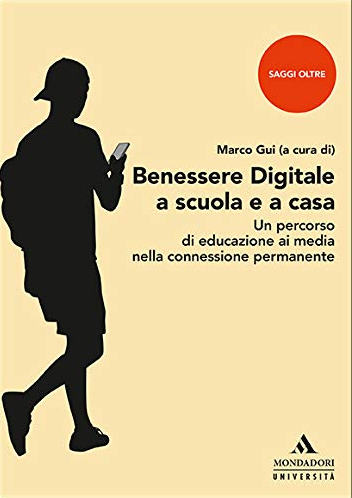 SAGGI OLTRE
Marco Gui (a cura di)
Benessere Digitale
a scuola e a casa
Un percorso
di educazione ai media
nella connessione permanente
MONDADORI
UNIVERSITÀ